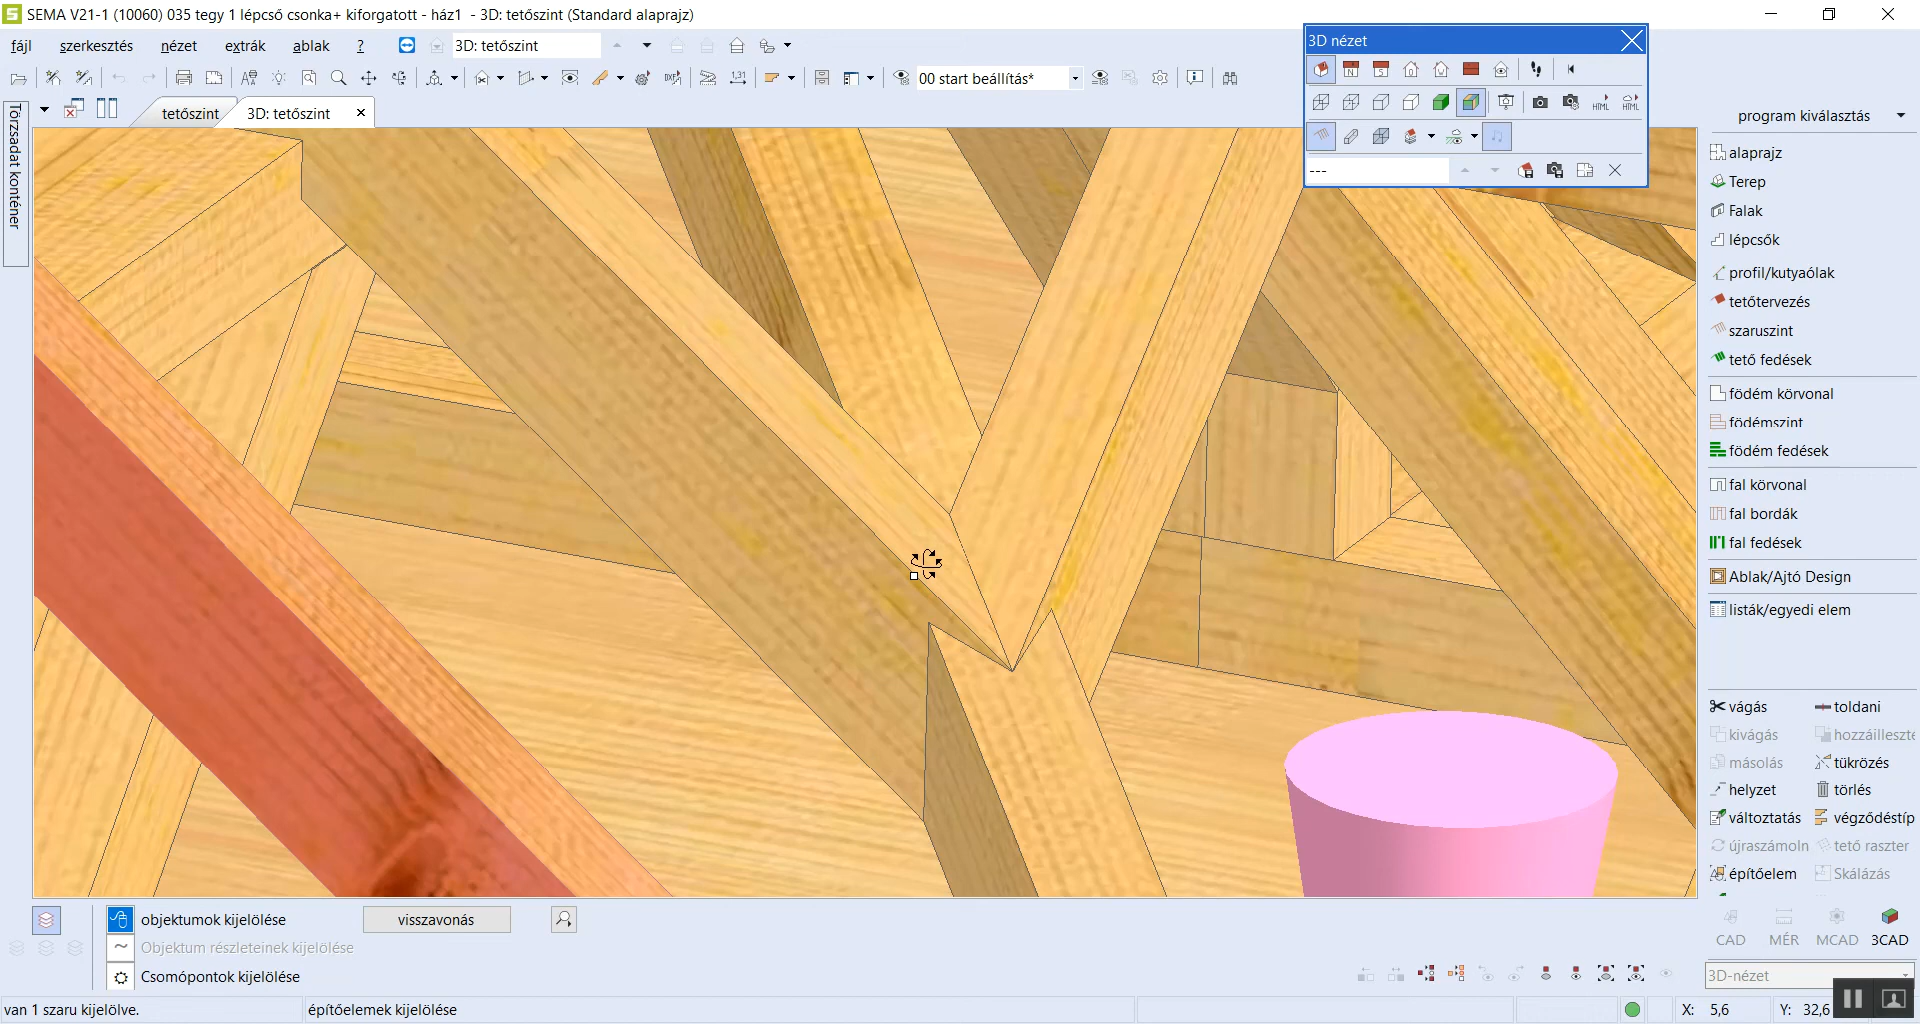 SEMA V21-1 (10060) 035 tegy 1 lépcső csonka+ kiforgatott - ház1 - 3D: tetőszint (Standard alaprajz)
fájl szerkesztés nézet extrák ablak ? 3D: tetőszint
00 start beállítás*
tetőszint 3D: tetőszint
Törzsadat konténer
3D nézet
N S
HTML HTML
---
program kiválasztás
alaprajz
Terep
Falak
lépcsők
profil/kutyaólak
tetőtervezés
szaruszint
tető fedések
födém körvonal
födémszint
födém fedések
fal körvonal
fal bordák
fal fedések
Ablak/Ajtó Design
listák/egyedi elem
vágás toldani
kivágás hozzáilleszté
másolás tükrözés
helyzet törlés
változtatás végződéstíp
újraszámoln tető raszter
építőelem Skálázás
CAD MÉR MCAD 3CAD
3D-nézet
objektumok kijelölése visszavonás
Objektum részleteinek kijelölése
Csomópontok kijelölése
van 1 szaru kijelölve. építőelemek kijelölése X: 5,6 Y: 32,6